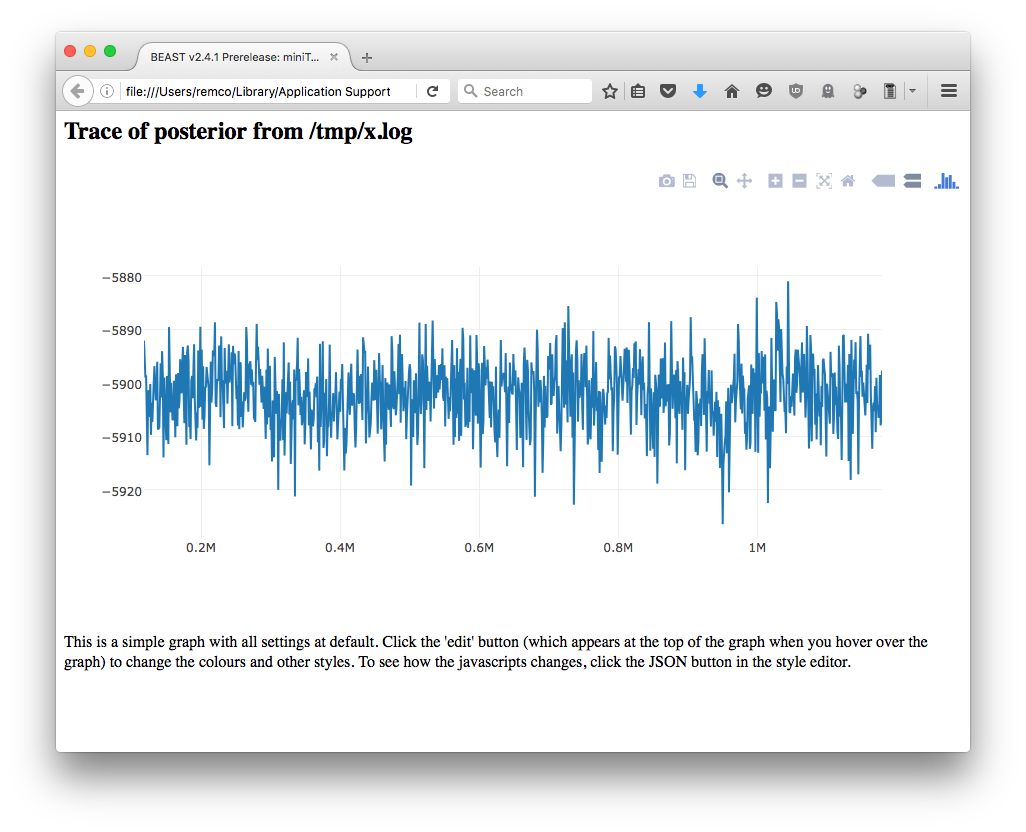 BEAST v2.4.1 Prerelease: miniT...
file:///Users/remco/Library/Application Support
Search
Trace of posterior from /tmp/x.log
−5880
−5890
−5900
−5910
−5920
0.2M 0.4M 0.6M 0.8M 1M
This is a simple graph with all settings at default. Click the 'edit' button (which appears at the top of the graph when you hover over the
graph) to change the colours and other styles. To see how the javascripts changes, click the JSON button in the style editor.